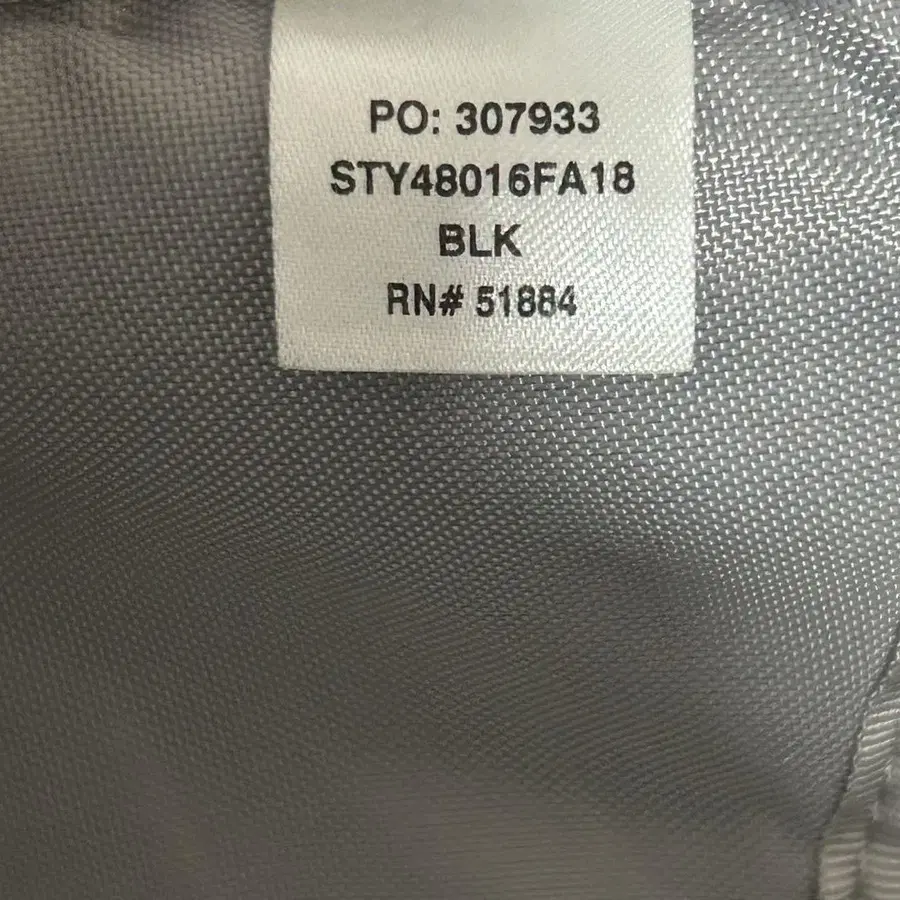 PO: 307933
STY48016FA18
BLK
RN# 51884